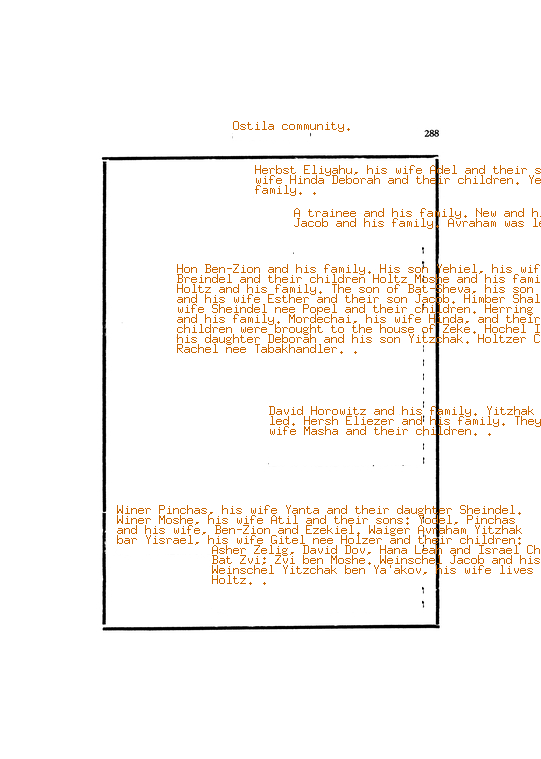 Ostila community.
288
Herbst Eliyahu, his wife Adel and their s
wife Hinda Deborah and their children. Ye
family. .
A trainee and his family. New and h
Jacob and his family. Avraham was l
Hon Ben-Zion and his family. His son Yehiel, his wif
Breindel and their children Holtz Moshe and his fami
Holtz and his family. The son of Bat-Sheva, his son
and his wife Esther and their son Jacob. Himber Shal
wife Sheindel nee Popel and their children. Herring
and his family. Mordechai, his wife Hinda, and their
children were brought to the house of Zeke. Hochel I
his daughter Deborah and his son Yitzchak. Holtzer C
Rachel nee Tabakhandler. .
David Horowitz and his family. Yitzchak
led. Hersh Eliezer and his family. They
wife Masha and their children. .
Winer Pinchas, his wife Yanta and their daughter Sheindel.
Winer Moshe, his wife Atil and their sons: Yodel, Pinchas
and his wife, Ben-Zion and Ezekiel. Waiger Avraham Yitzhak
bar Yisrael, his wife Gitel nee Holzer and their children:
Asher Zelig, David Dov, Hana Leah and Israel Ch
Bat Zvi; Zvi ben Moshe. Weinschel Jacob and his
Weinschel Yitzchak ben Ya'akov, his wife lives
Holtz. .